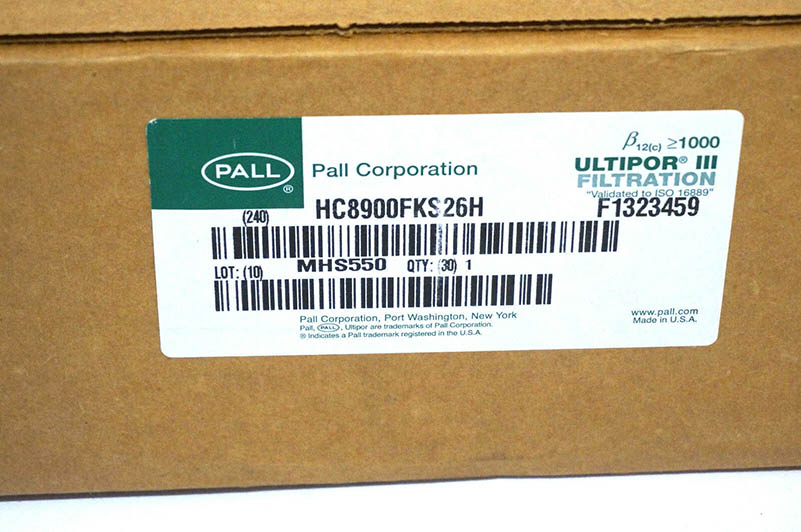 β12(c) ≥1000
PALL ®
Pall Corporation
ULTIPOR® III
FILTRATION
"Validated to ISO 16889"
(240) HC8900FKS26H F1323459
LOT: (10) MHS550 QTY: (30) 1
Pall Corporation, Port Washington, New York
Pall, PALL, Ultipor are trademarks of Pall Corporation.
® Indicates a Pall trademark registered in the U.S.A.
www.pall.com
Made in U.S.A.